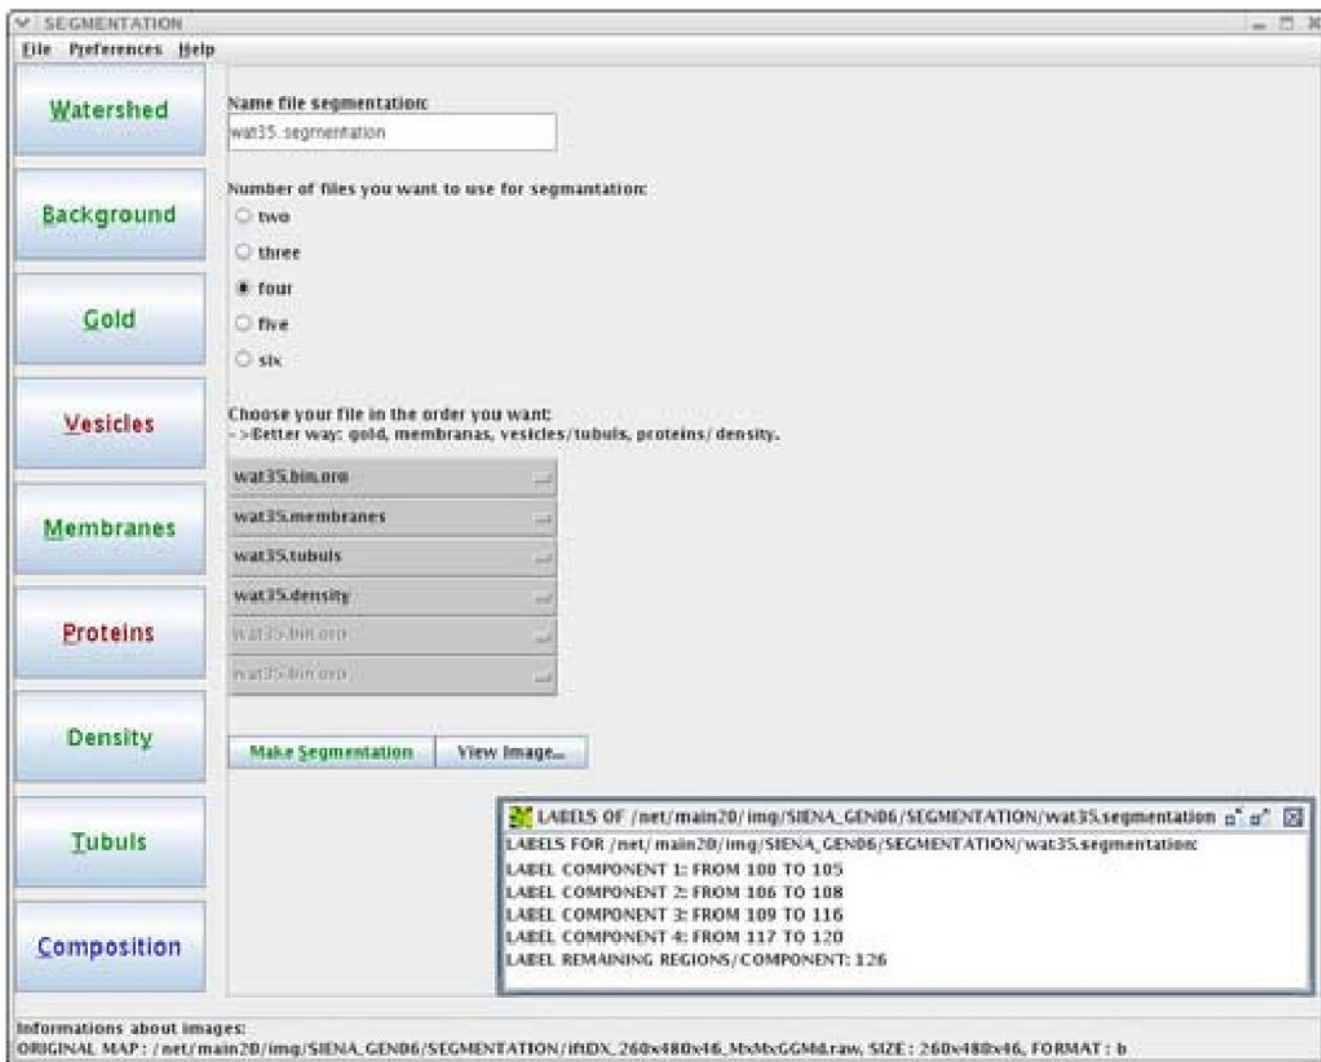 SEGMENTATION
File Preferences Help
Watershed
Background
Gold
Vesicles
Membranes
Proteins
Density
Tubuls
Composition
Name file segmentation:
wat35.segmentation
Number of files you want to use for segmantation:
two
three
four
five
six
Choose your file in the order you want:
->Better way: gold, membranas, vesicles/tubuls, proteins/density.
wat35.bin.oro
wat35.membranes
wat35.tubuls
wat35.density
wat35.bin.oro
wat35.bin.oro
Make Segmentation View Image...
LABELS OF /net/main20/img/SIENA_GEN06/SEGMENTATION/wat35.segmentation
LABELS FOR /net/main20/img/SIENA_GEN06/SEGMENTATION/wat35.segmentation:
LABEL COMPONENT 1: FROM 100 TO 105
LABEL COMPONENT 2: FROM 106 TO 108
LABEL COMPONENT 3: FROM 109 TO 116
LABEL COMPONENT 4: FROM 117 TO 120
LABEL REMAINING REGIONS/COMPONENT: 126
Informations about images:
ORIGINAL MAP : /net/main20/img/SIENA_GEN06/SEGMENTATION/iftDX_260x480x46_MxMxGGMd.raw, SIZE : 260x480x46, FORMAT : b